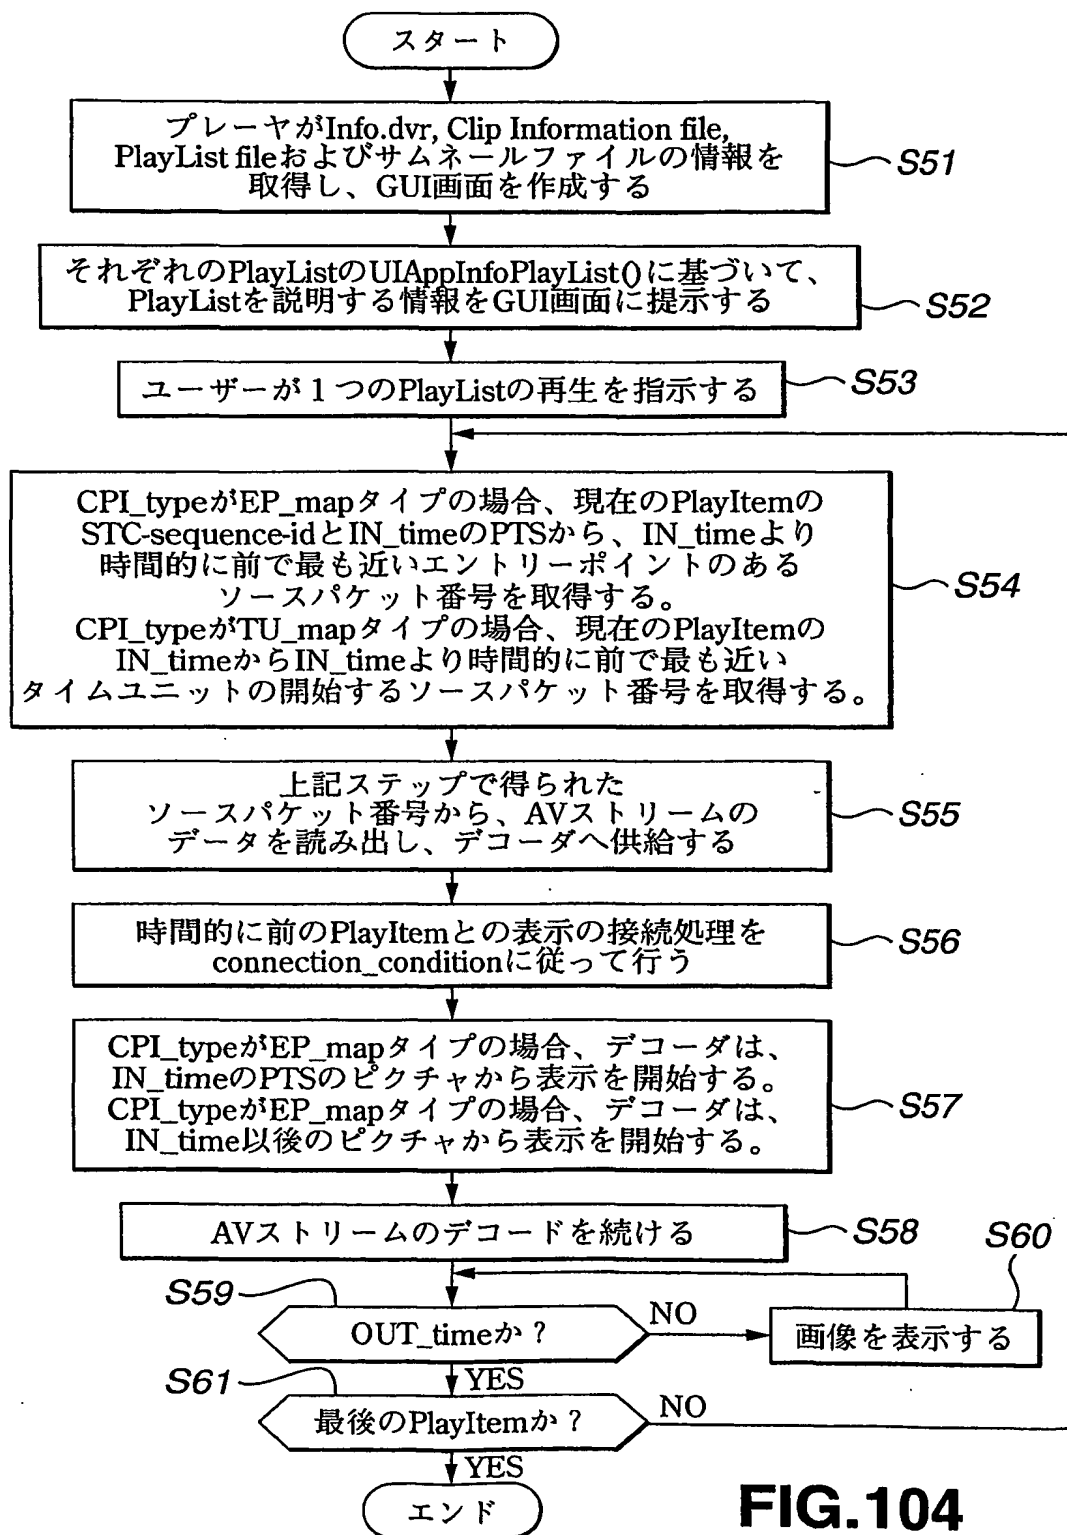 スタート
プレーヤがInfo.dvr, Clip Information file,
PlayList fileおよびサムネールファイルの情報を
取得し、GUI画面を作成する
S51
それぞれのPlayListのUIAppInfoPlayList()に基づいて、
PlayListを説明する情報をGUI画面に提示する
S52
ユーザーが1つのPlayListの再生を指示する
S53
CPI_typeがEP_mapタイプの場合、現在のPlayItemの
STC-sequence-idとIN_timeのPTSから、IN_timeより
時間的に前で最も近いエントリーポイントのある
ソースパケット番号を取得する。
CPI_typeがTU_mapタイプの場合、現在のPlayItemの
IN_timeからIN_timeより時間的に前で最も近い
タイムユニットの開始するソースパケット番号を取得する。
S54
上記ステップで得られた
ソースパケット番号から、AVストリームの
データを読み出し、デコーダへ供給する
S55
時間的に前のPlayItemとの表示の接続処理を
connection_conditionに従って行う
S56
CPI_typeがEP_mapタイプの場合、デコーダは、
IN_timeのPTSのピクチャから表示を開始する。
CPI_typeがEP_mapタイプの場合、デコーダは、
IN_time以後のピクチャから表示を開始する。
S57
AVストリームのデコードを続ける
S58
S59
OUT_timeか？
NO
S60
画像を表示する
YES
S61
最後のPlayItemか？
NO
YES
エンド
FIG.104